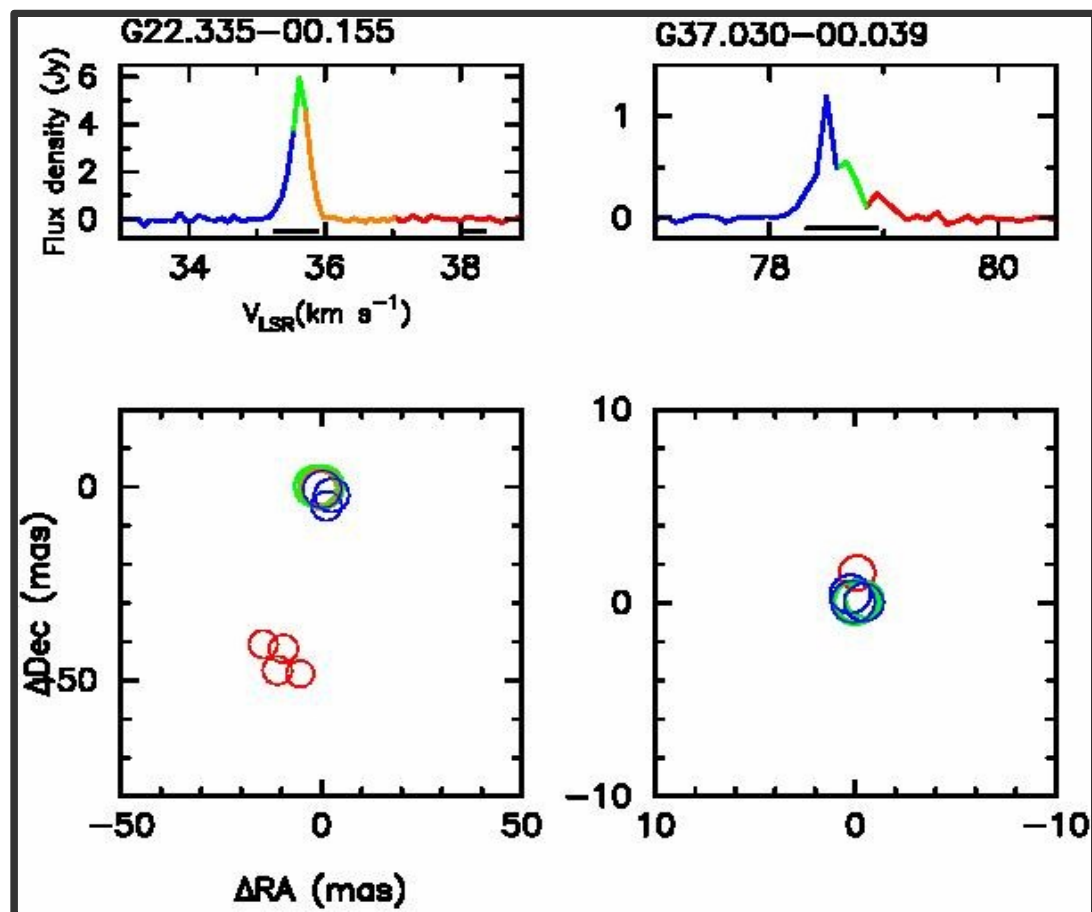 G22.335−00.155 G37.030−00.039
Flux density (Jy)
6
4
2
0
34 36 38
V_LSR(km s⁻¹)
1
0
78 80
ΔDec (mas)
0
−50
−50 0 50
ΔRA (mas)
10
0
−10
10 0 −10